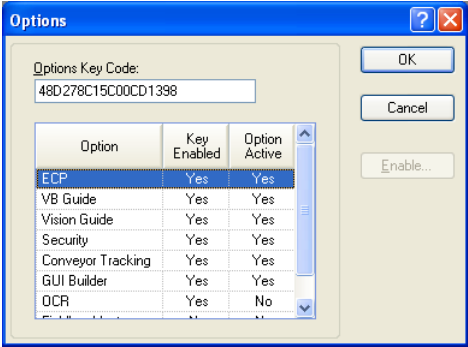 Options
Options Key Code:
48D278C15C00CD1398
OK
Cancel
Enable...
Option Key Enabled Option Active
ECP Yes Yes
VB Guide Yes Yes
Vision Guide Yes Yes
Security Yes Yes
Conveyor Tracking Yes Yes
GUI Builder Yes Yes
OCR Yes No